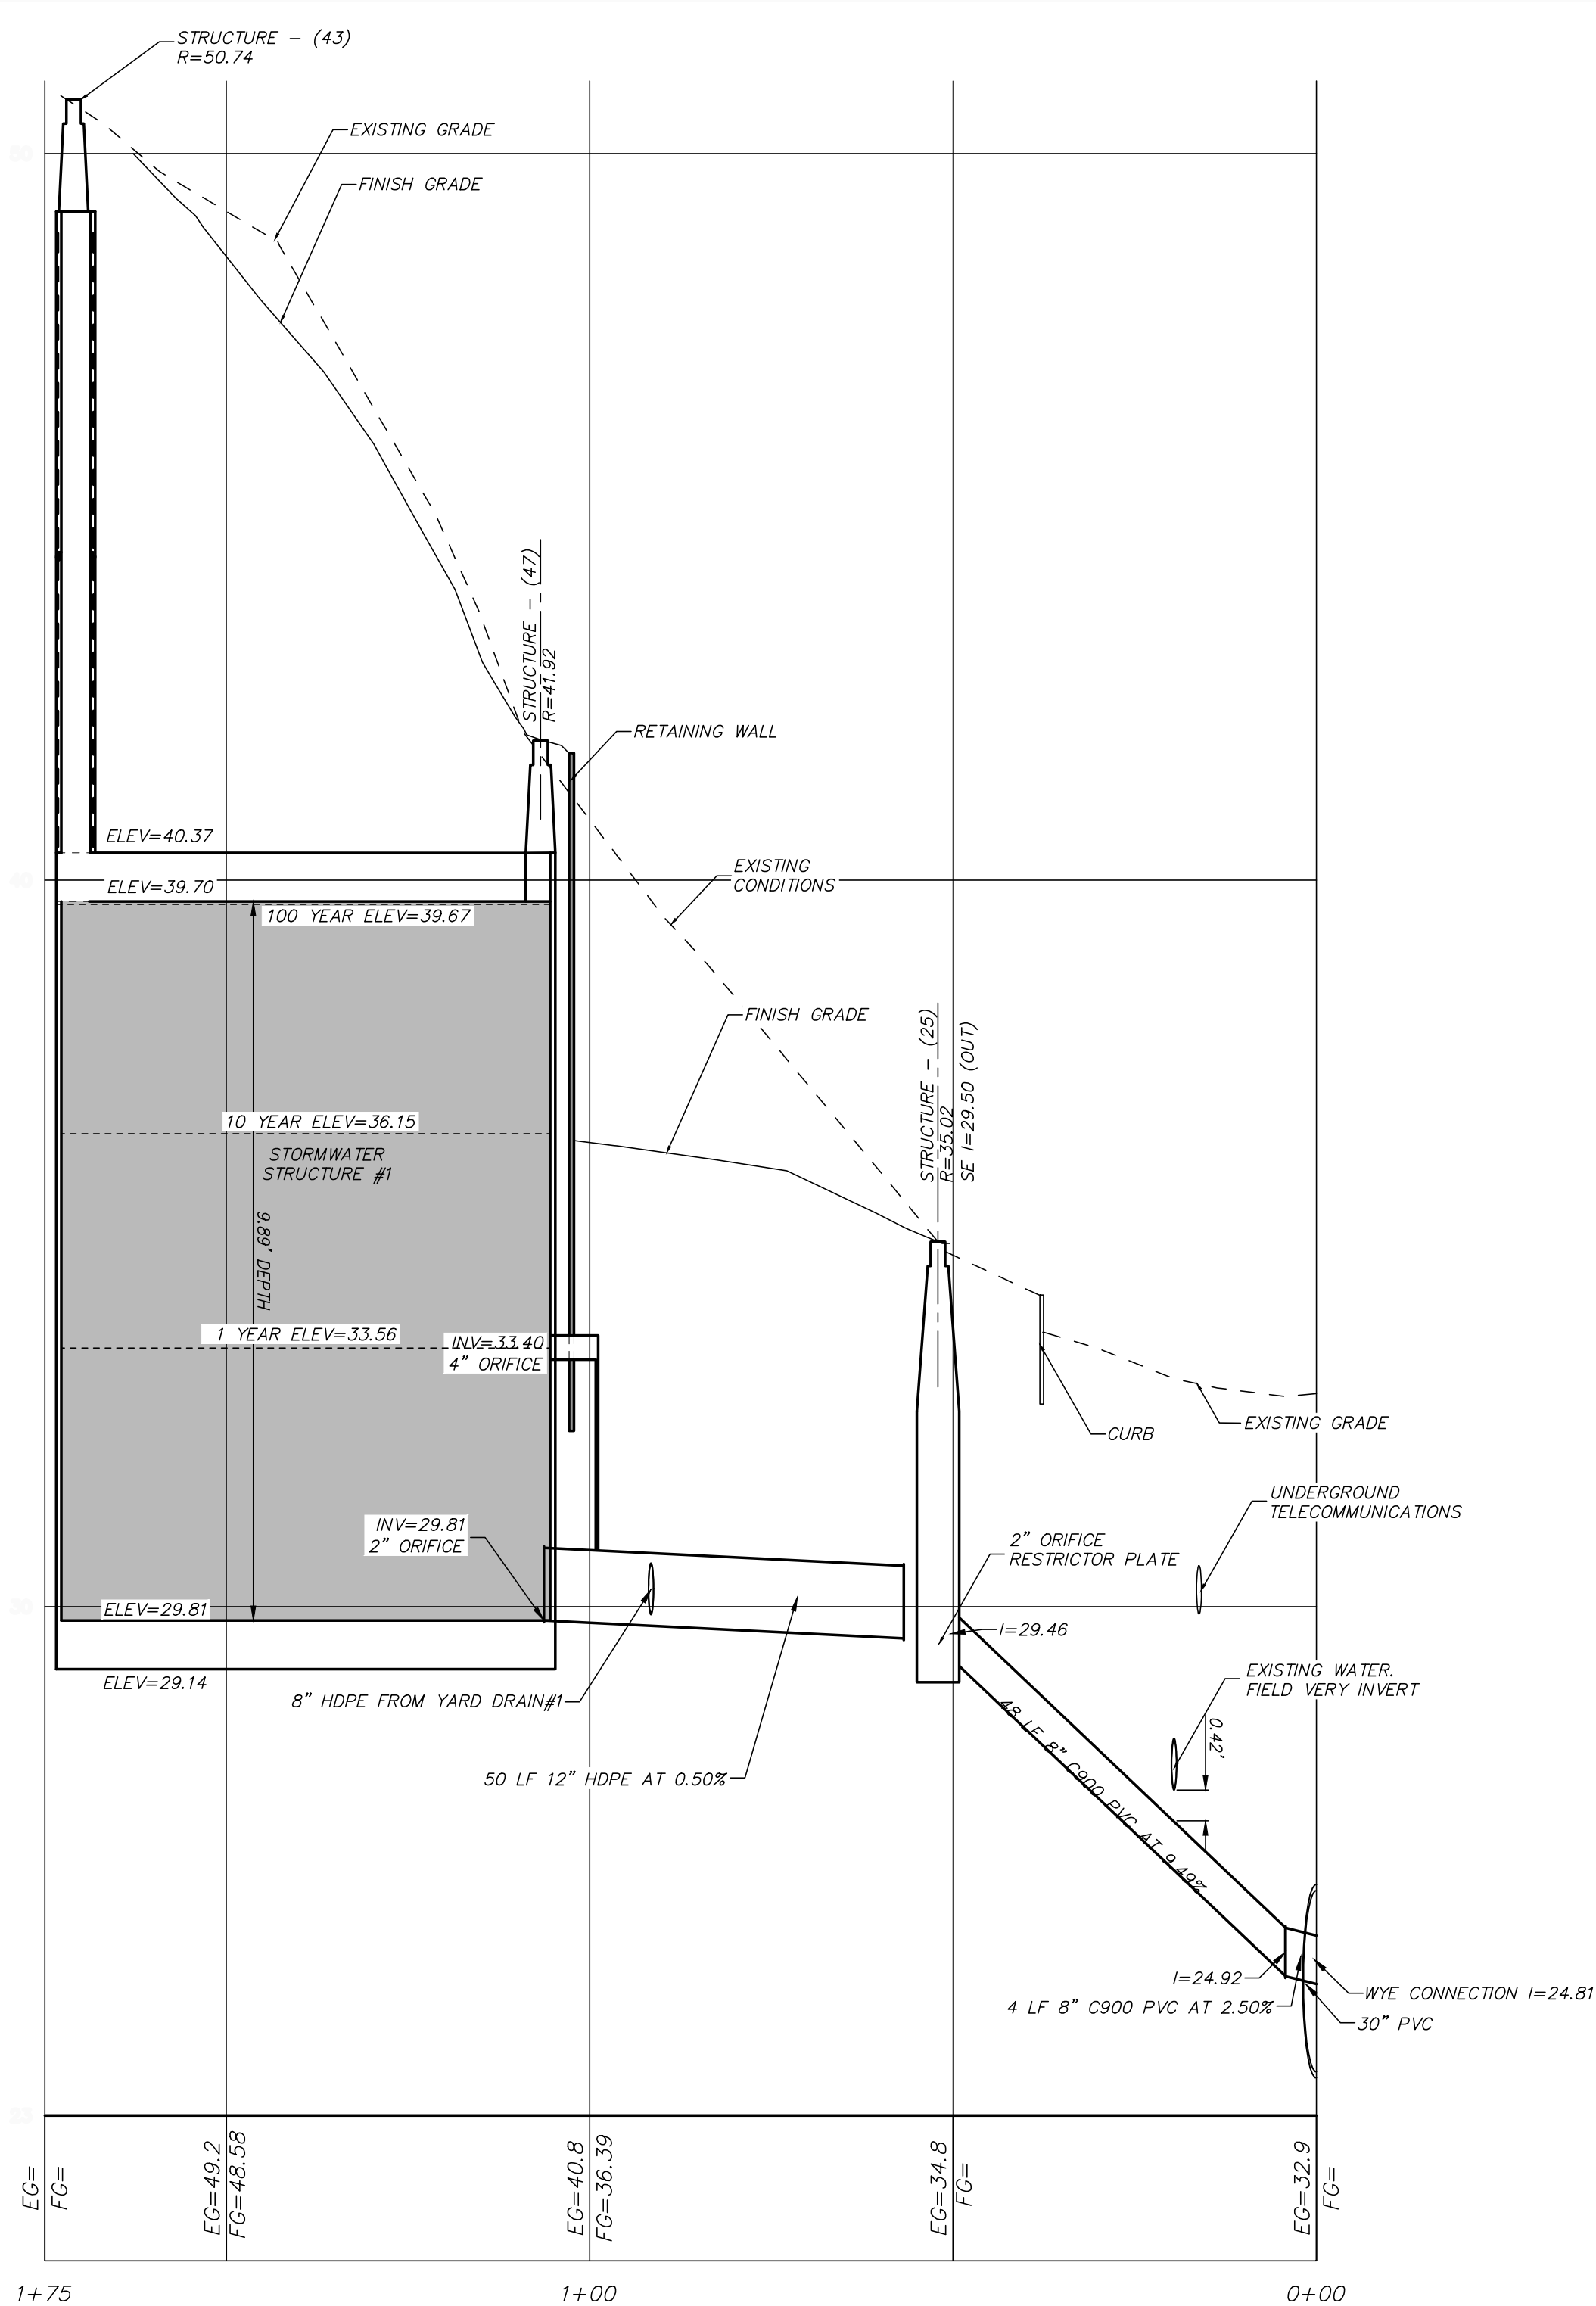 STRUCTURE - (43)
R=50.74
EXISTING GRADE
50
FINISH GRADE
STRUCTURE - (47)
R=41.92
RETAINING WALL
ELEV=40.37
EXISTING
CONDITIONS
40
ELEV=39.70
100 YEAR ELEV=39.67
FINISH GRADE
STRUCTURE - (25)
R=35.02
SE I=29.50 (OUT)
10 YEAR ELEV=36.15
STORMWATER
STRUCTURE #1
9.89' DEPTH
1 YEAR ELEV=33.56
INV=33.40
4" ORIFICE
EXISTING GRADE
CURB
UNDERGROUND
TELECOMMUNICATIONS
INV=29.81
2" ORIFICE
2" ORIFICE
RESTRICTOR PLATE
30
ELEV=29.81
I=29.46
ELEV=29.14
EXISTING WATER.
FIELD VERY INVERT
8" HDPE FROM YARD DRAIN#1
0.42'
50 LF 12" HDPE AT 0.50%
48 LF 8" C900 PVC AT 9.49%
I=24.92
WYE CONNECTION I=24.81
4 LF 8" C900 PVC AT 2.50%
30" PVC
23
EG=
FG=
EG=49.2
FG=48.58
EG=40.8
FG=36.39
EG=34.8
FG=
EG=32.9
FG=
1+75
1+00
0+00